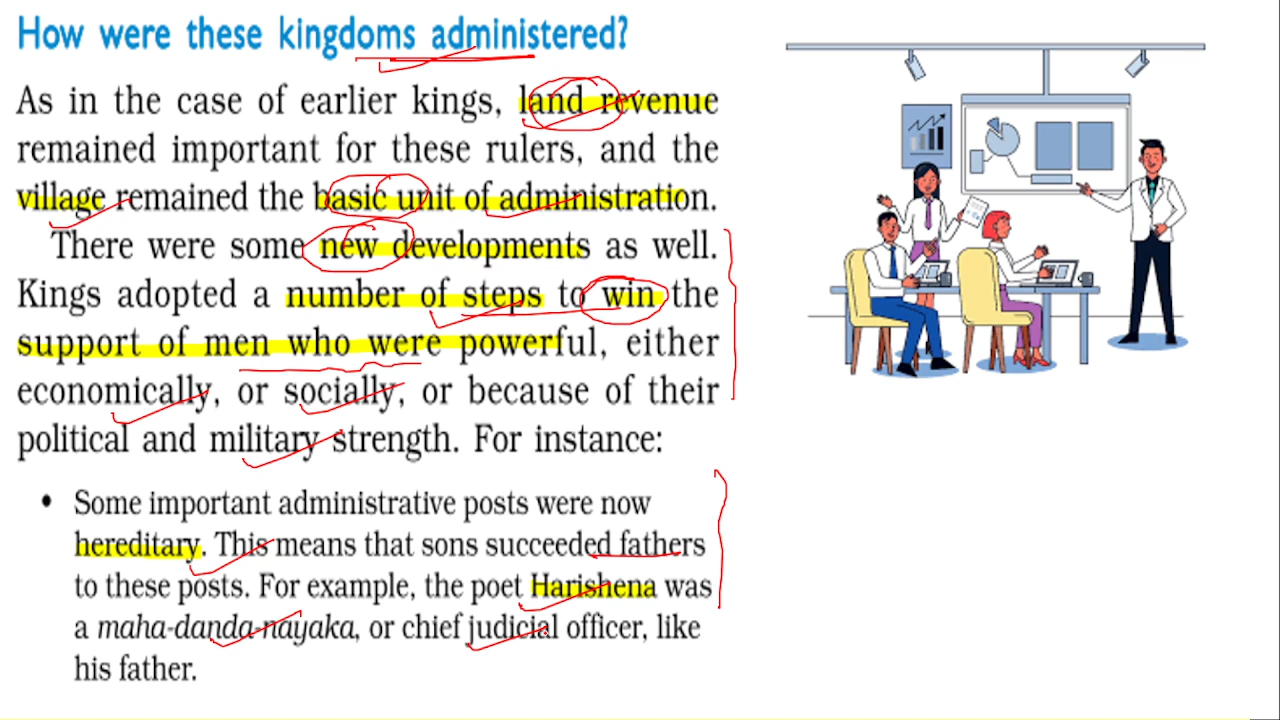 How were these kingdoms administered?
As in the case of earlier kings, land revenue
remained important for these rulers, and the
village remained the basic unit of administration.
There were some new developments as well.
Kings adopted a number of steps to win the
support of men who were powerful, either
economically, or socially, or because of their
political and military strength. For instance:
• Some important administrative posts were now
hereditary. This means that sons succeeded fathers
to these posts. For example, the poet Harishena was
a maha-danda-nayaka, or chief judicial officer, like
his father.